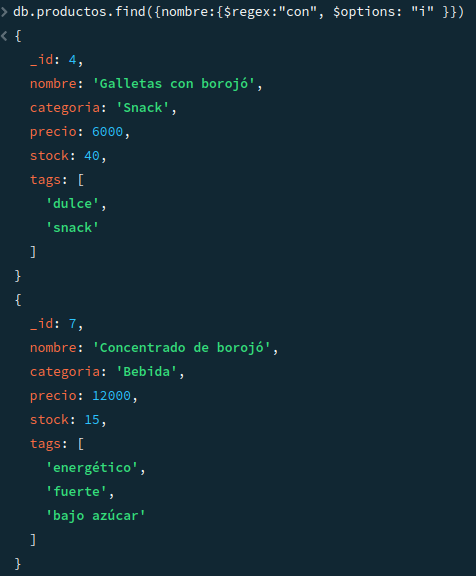 > db.productos.find({nombre:{$regex:"con", $options: "i" }})
< {
_id: 4,
nombre: 'Galletas con borojó',
categoria: 'Snack',
precio: 6000,
stock: 40,
tags: [
'dulce',
'snack'
]
}
{
_id: 7,
nombre: 'Concentrado de borojó',
categoria: 'Bebida',
precio: 12000,
stock: 15,
tags: [
'energético',
'fuerte',
'bajo azúcar'
]
}